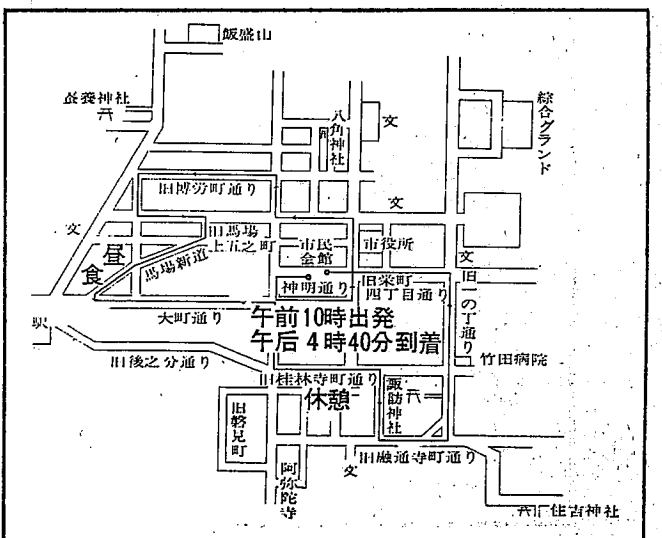 飯盛山
蚕養神社
八角神社
文
綜合グランド
旧博労町通り
文
文
旧馬場
上五之町
市民
会館
市役所
昼食
馬場新道
文
神明通り
旧栄町
四丁目通り
旧一の丁通り
大町通り
午前10時出発
午后4時40分到着
駅
旧後之分通り
竹田病院
旧桂林寺町通り
休憩
諏訪神社
旧磐見町
旧融通寺町通り
文
阿弥陀寺
住吉神社